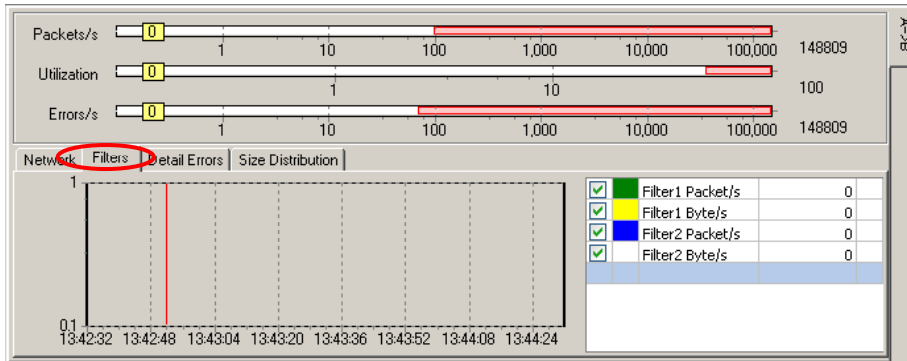 Packets/s 0 148809
1 10 100 1,000 10,000 100,000
Utilization 0 100
1 10
Errors/s 0 148809
1 10 100 1,000 10,000 100,000
A->B
Network Filters Detail Errors Size Distribution
1
0.1
13:42:32 13:42:48 13:43:04 13:43:20 13:43:36 13:43:52 13:44:08 13:44:24
Filter1 Packet/s 0
Filter1 Byte/s 0
Filter2 Packet/s 0
Filter2 Byte/s 0